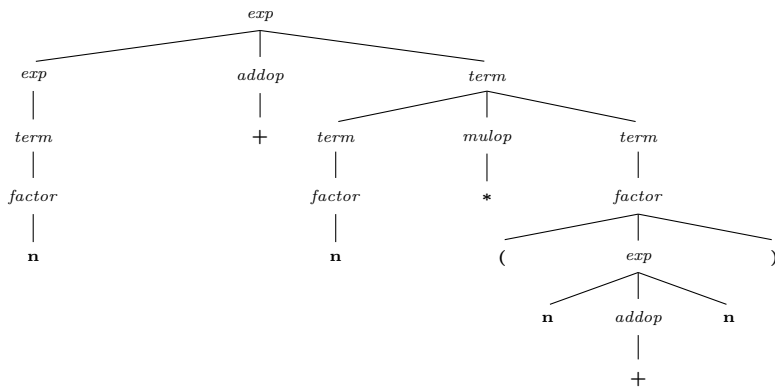 exp
exp addop term
term + term mulop term
factor factor * factor
n n ( exp )
n addop n
+